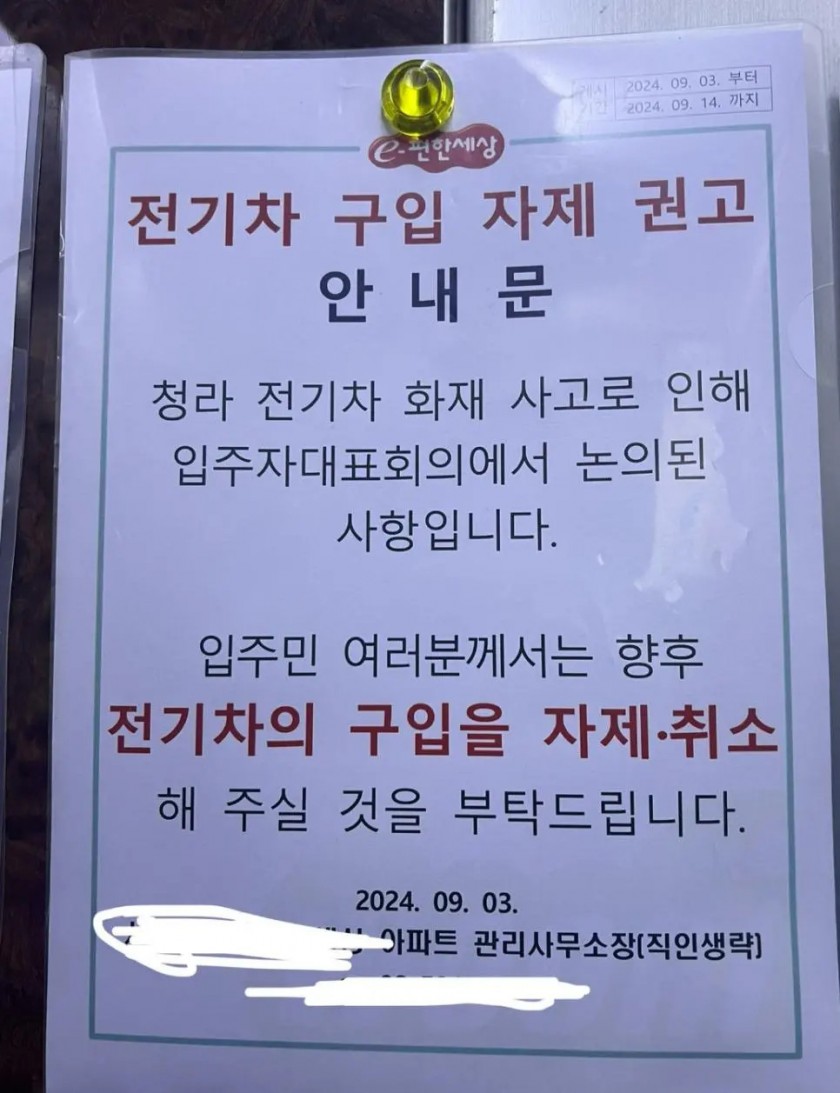 게시 2024. 09. 03. 부터
기간 2024. 09. 14. 까지
e-편한세상
전기차 구입 자제 권고
안 내 문
청라 전기차 화재 사고로 인해
입주자대표회의에서 논의된
사항입니다.
입주민 여러분께서는 향후
전기차의 구입을 자제·취소
해 주실 것을 부탁드립니다.
2024. 09. 03.
아파트 관리사무소장(직인생략)